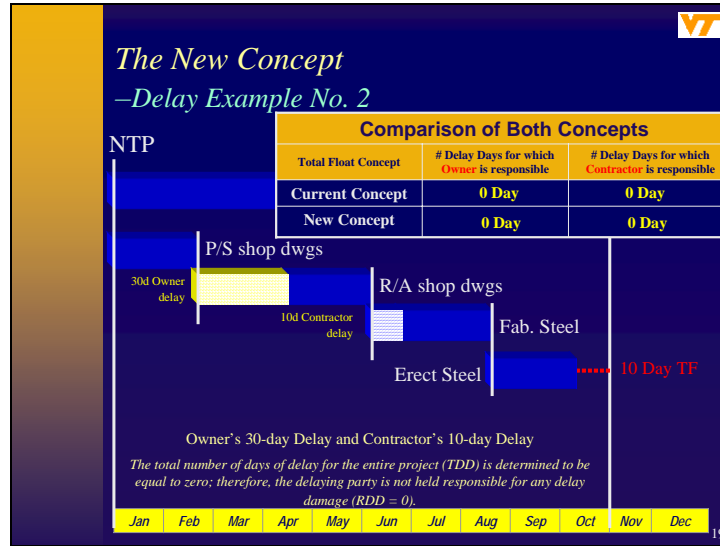 VT
The New Concept
–Delay Example No. 2
Comparison of Both Concepts
Total Float Concept
# Delay Days for which
Owner is responsible
# Delay Days for which
Contractor is responsible
Current Concept 0 Day 0 Day
New Concept 0 Day 0 Day
NTP
P/S shop dwgs
30d Owner
delay
R/A shop dwgs
10d Contractor
delay
Fab. Steel
Erect Steel
10 Day TF
Owner's 30-day Delay and Contractor's 10-day Delay
The total number of days of delay for the entire project (TDD) is determined to be
equal to zero; therefore, the delaying party is not held responsible for any delay
damage (RDD = 0).
Jan Feb Mar Apr May Jun Jul Aug Sep Oct Nov Dec